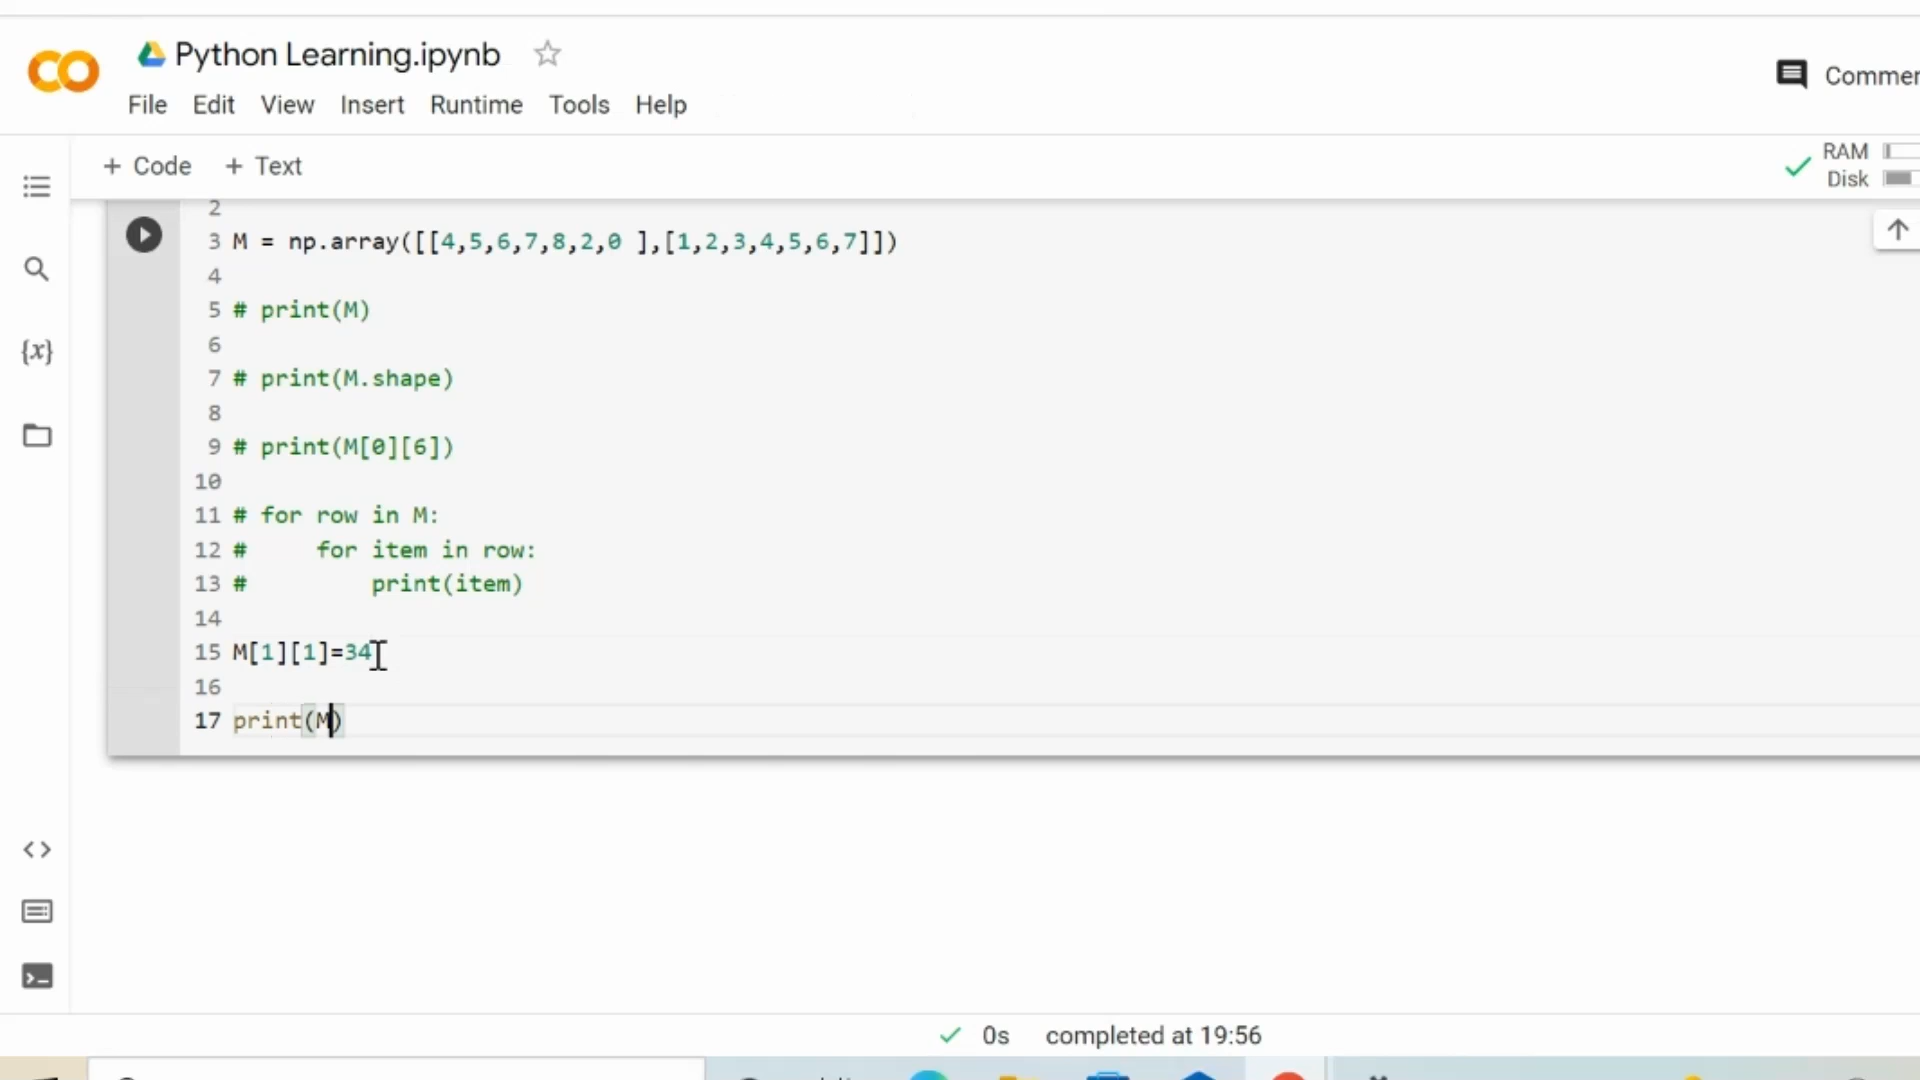 Python Learning.ipynb
File Edit View Insert Runtime Tools Help
+ Code + Text
RAM
Disk
2
3 M = np.array([[4,5,6,7,8,2,0 ],[1,2,3,4,5,6,7]])
4
5 # print(M)
6
7 # print(M.shape)
8
9 # print(M[0][6])
10
11 # for row in M:
12 #     for item in row:
13 #         print(item)
14
15 M[1][1]=34
16
17 print(M)
0s completed at 19:56